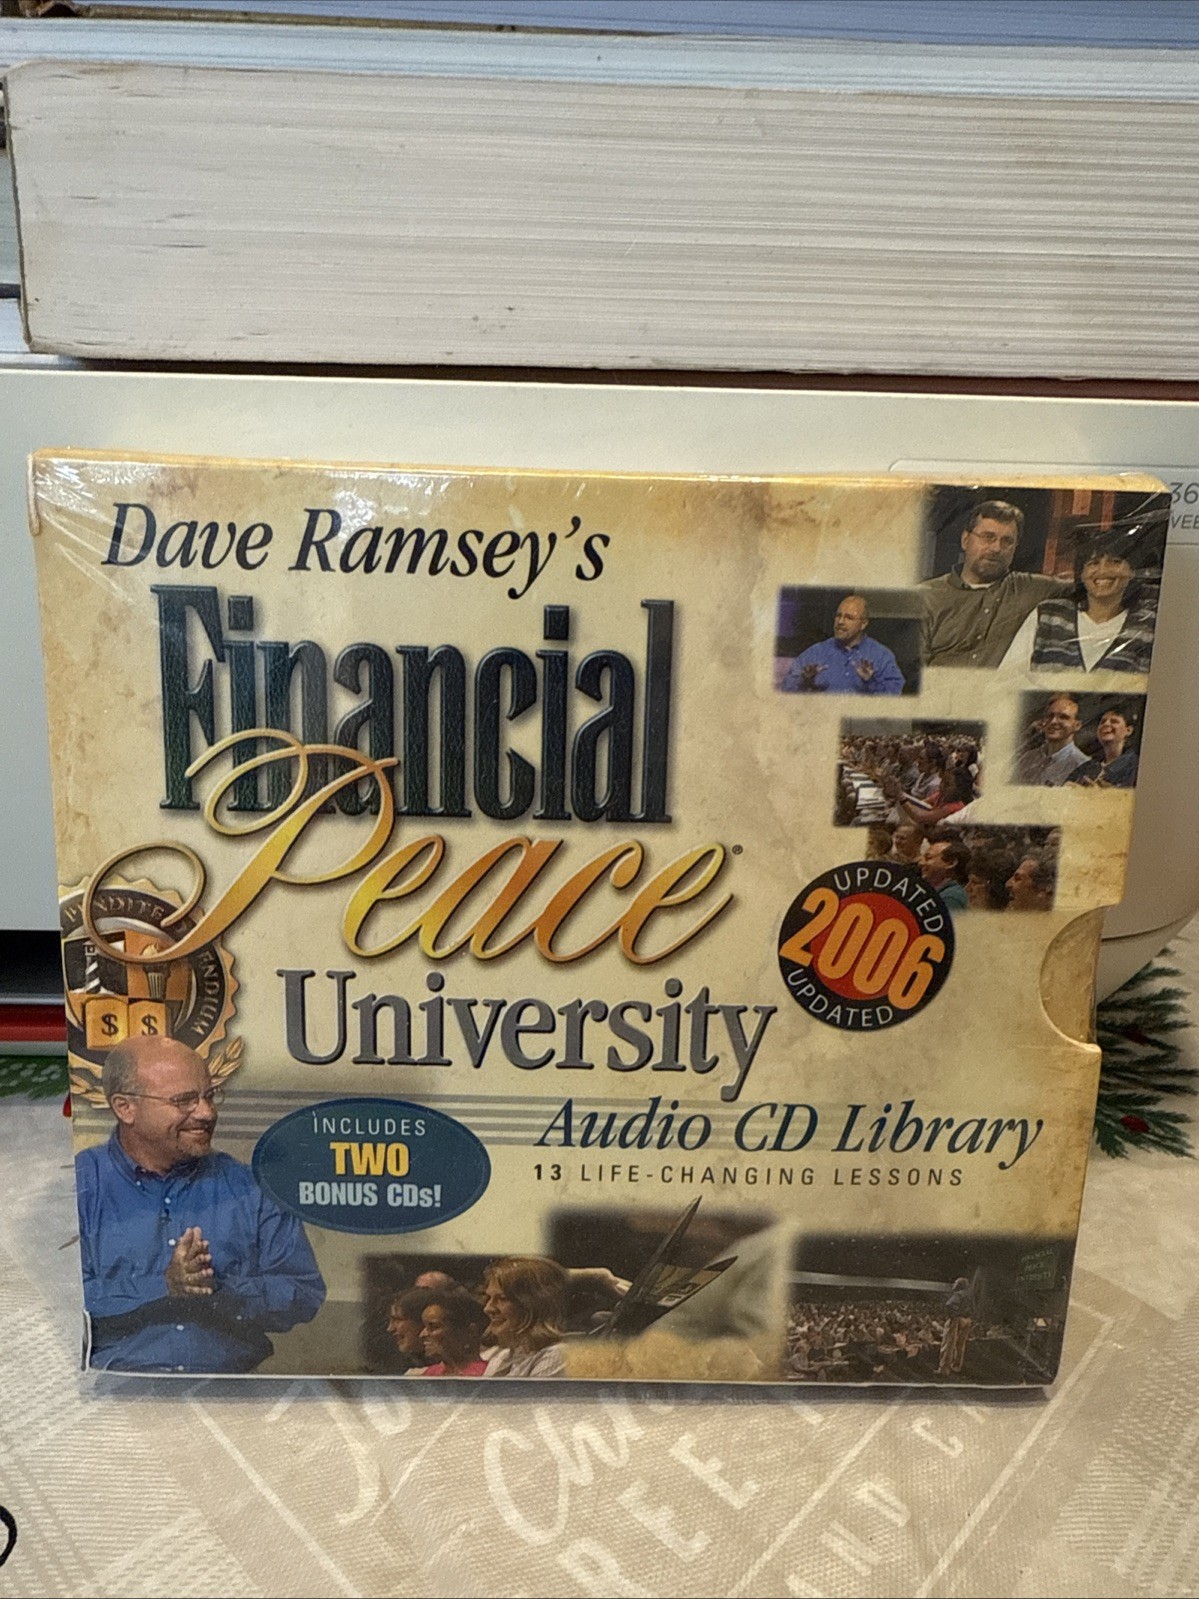 Dave Ramsey's
Financial
Peace®
University
UPDATED
2006
UPDATED
$ $
INCLUDES
TWO
BONUS CDs!
Audio CD Library
13 LIFE-CHANGING LESSONS
36